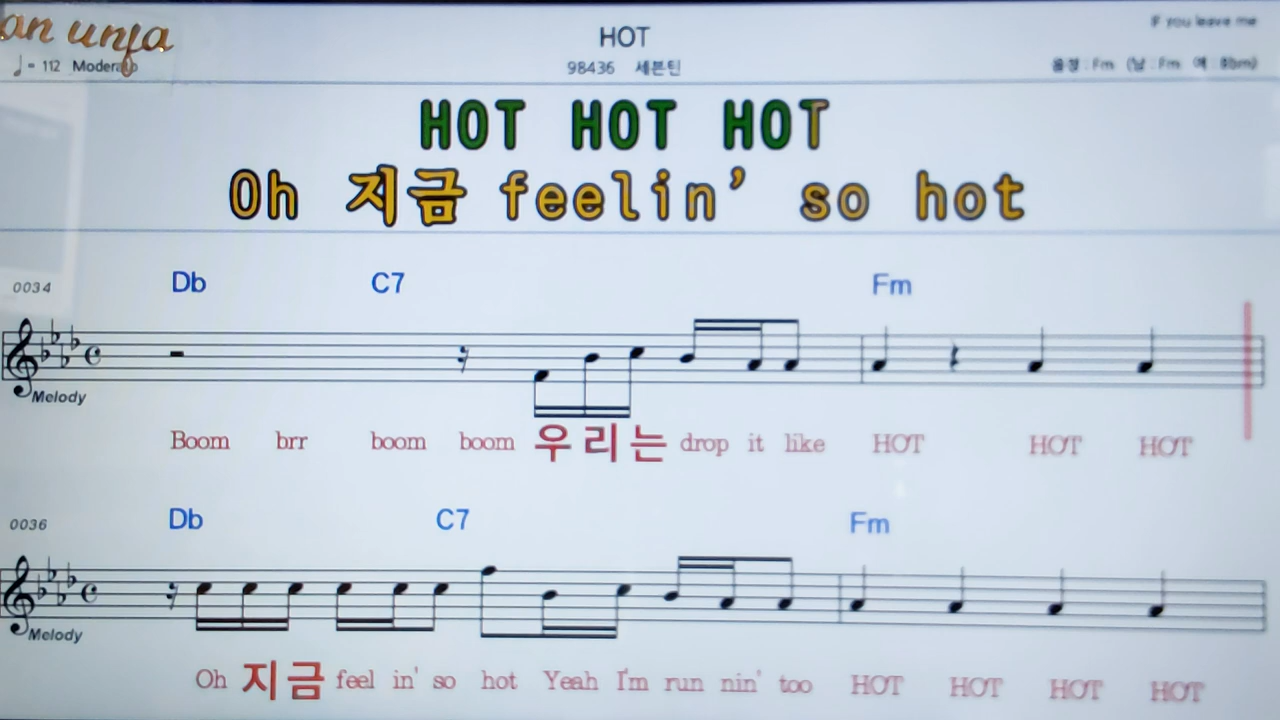 an unja
HOT
If you leave me
♩= 112 Moderato
98436 세븐틴
음정 : Fm (남 : Fm 여 : Bbm)
HOT HOT HOT
Oh 지금 feelin' so hot
0034
Db C7 Fm
Melody
Boom brr boom boom 우리는 drop it like HOT HOT HOT
0036
Db C7 Fm
Melody
Oh 지금 feel in' so hot Yeah I'm run nin' too HOT HOT HOT HOT